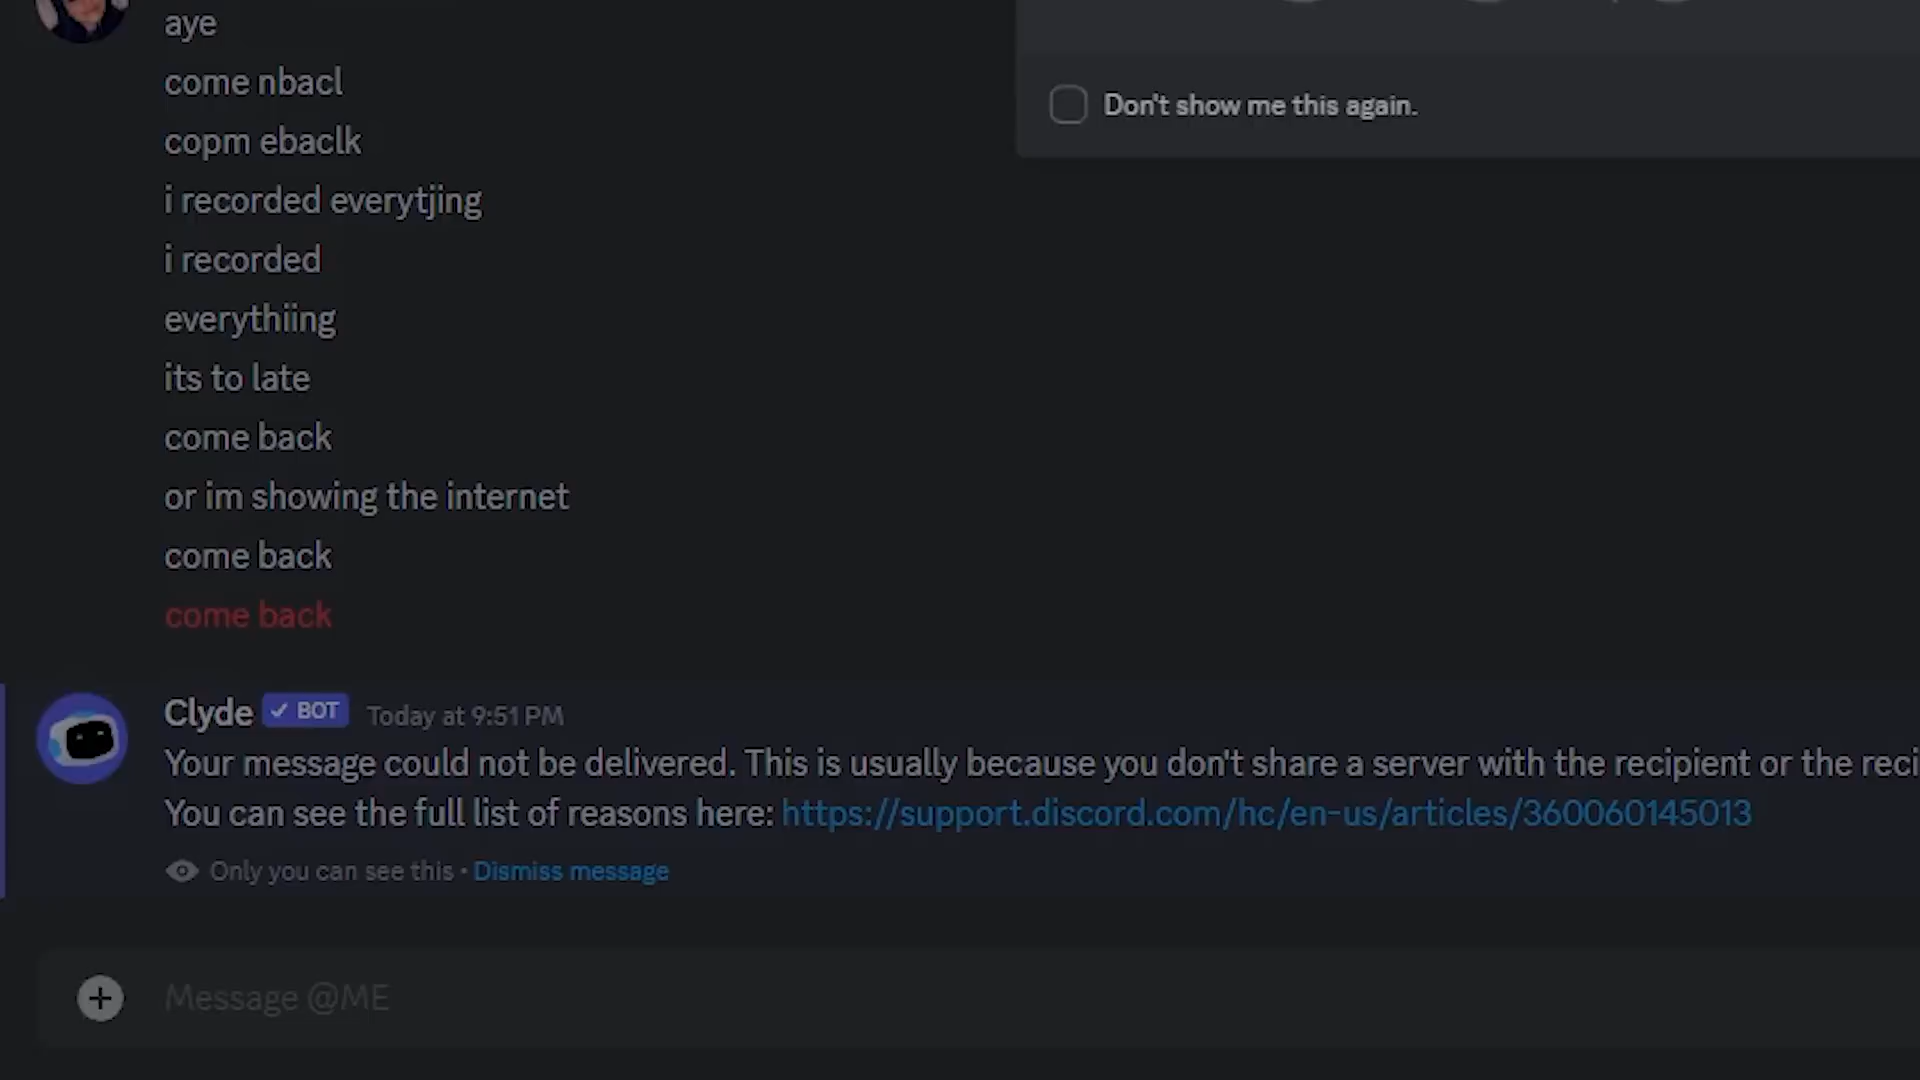 aye
come nbacl
Don't show me this again.
copm ebaclk
i recorded everytjing
i recorded
everythiing
its to late
come back
or im showing the internet
come back
come back
Clyde ✓ BOT Today at 9:51 PM
Your message could not be delivered. This is usually because you don't share a server with the recipient or the reci
You can see the full list of reasons here: https://support.discord.com/hc/en-us/articles/360060145013
Only you can see this • Dismiss message
Message @ME